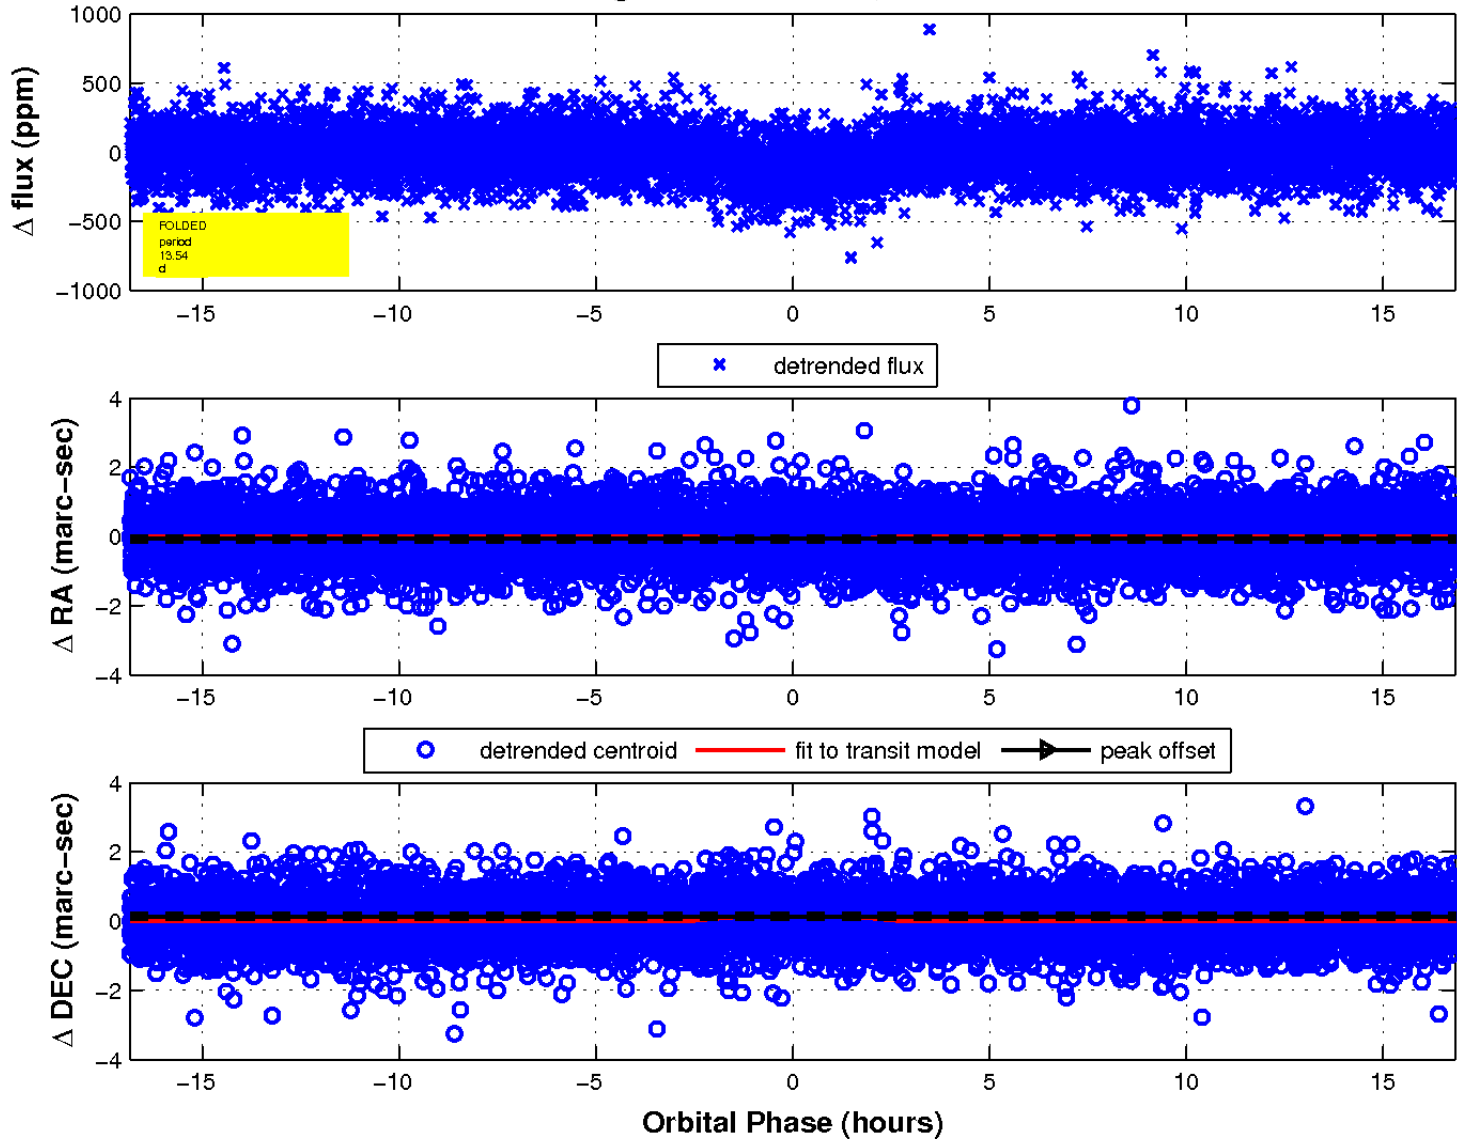 1000
500
0
−500
−1000
Δ flux (ppm)
FOLDED
period
13.54
d
−15 −10 −5 0 5 10 15
detrended flux
4
2
0
−2
−4
Δ RA (marc−sec)
−15 −10 −5 0 5 10 15
detrended centroid fit to transit model peak offset
4
2
0
−2
−4
Δ DEC (marc−sec)
−15 −10 −5 0 5 10 15
Orbital Phase (hours)